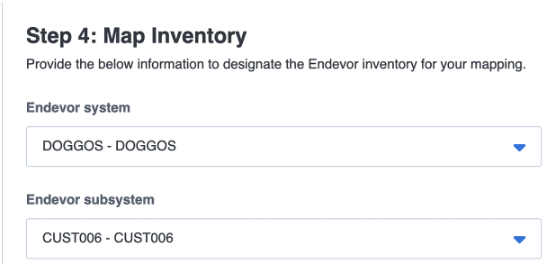 Step 4: Map Inventory
Provide the below information to designate the Endevor inventory for your mapping.
Endevor system
DOGGOS - DOGGOS
Endevor subsystem
CUST006 - CUST006